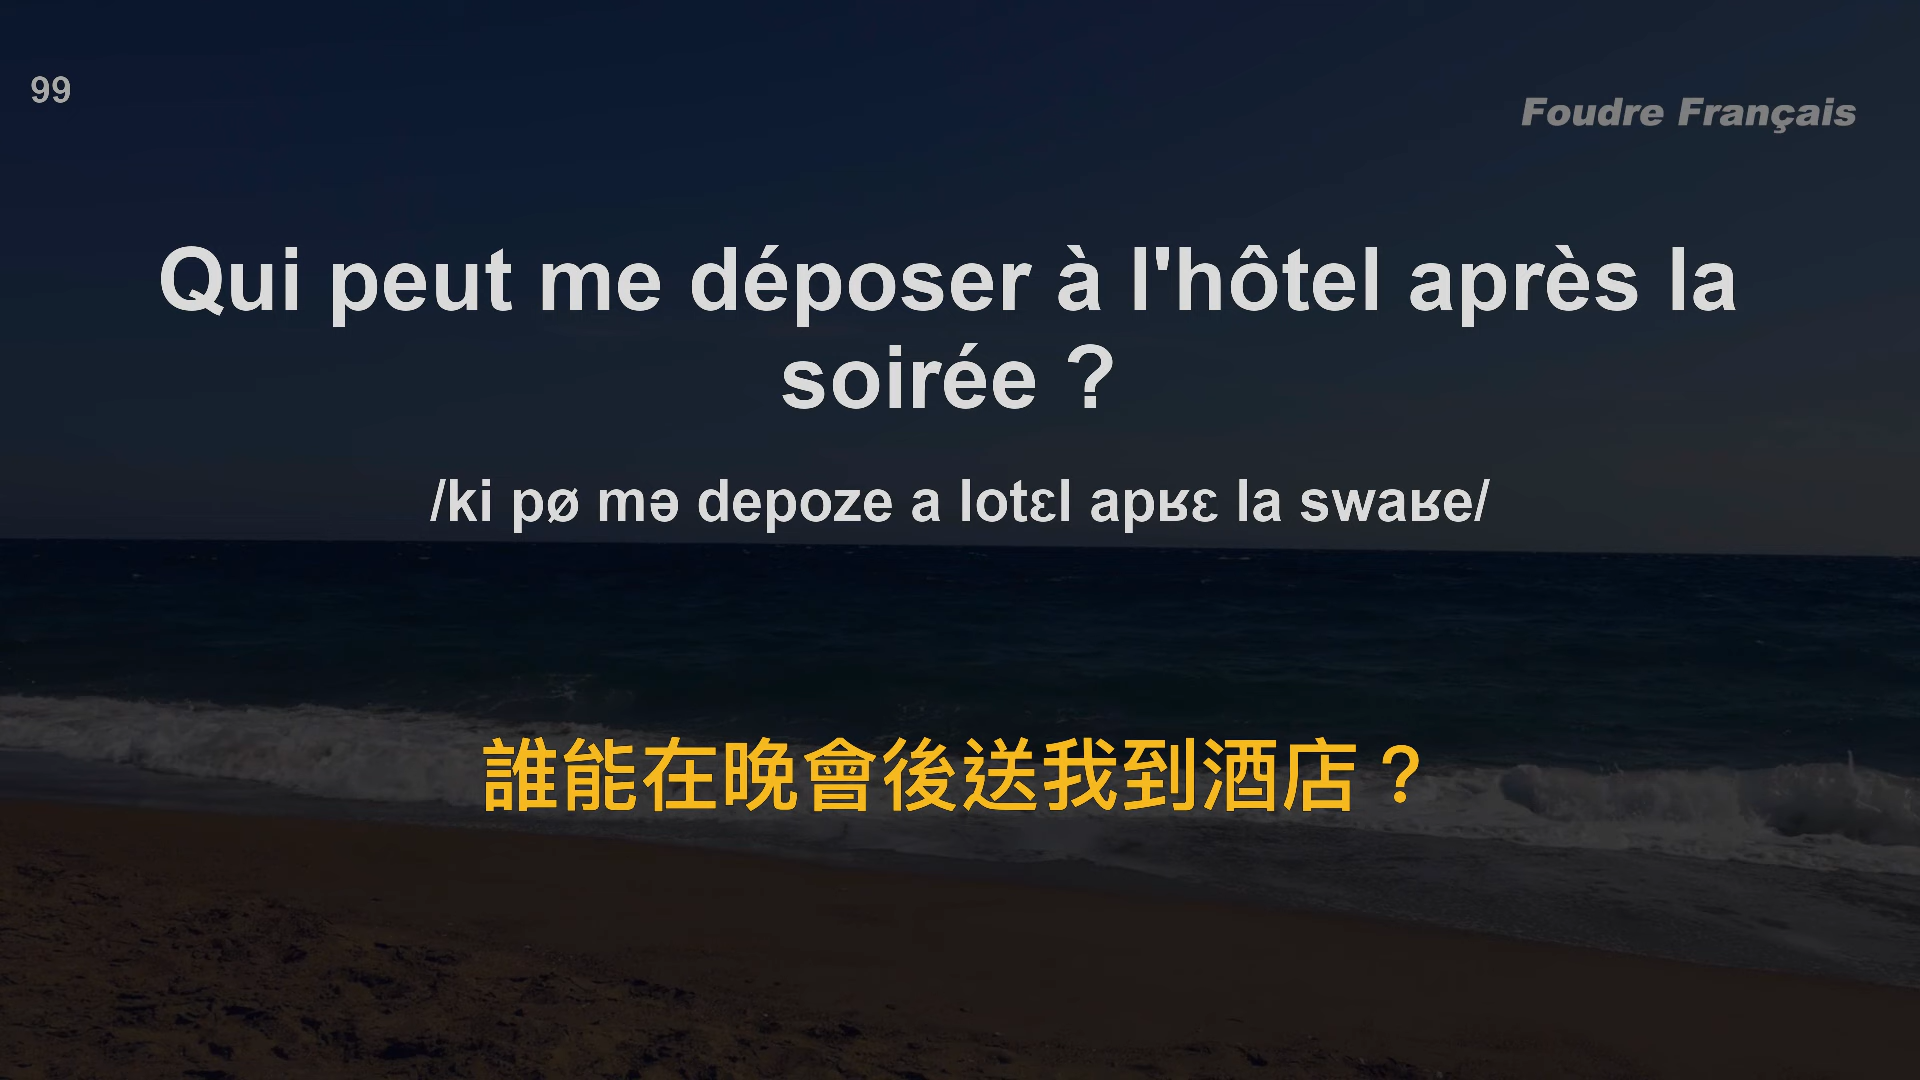 99
Foudre Français
Qui peut me déposer à l'hôtel après la
soirée ?
/ki pø mə depoze a lotɛl apʁɛ la swaʁe/
誰能在晚會後送我到酒店？